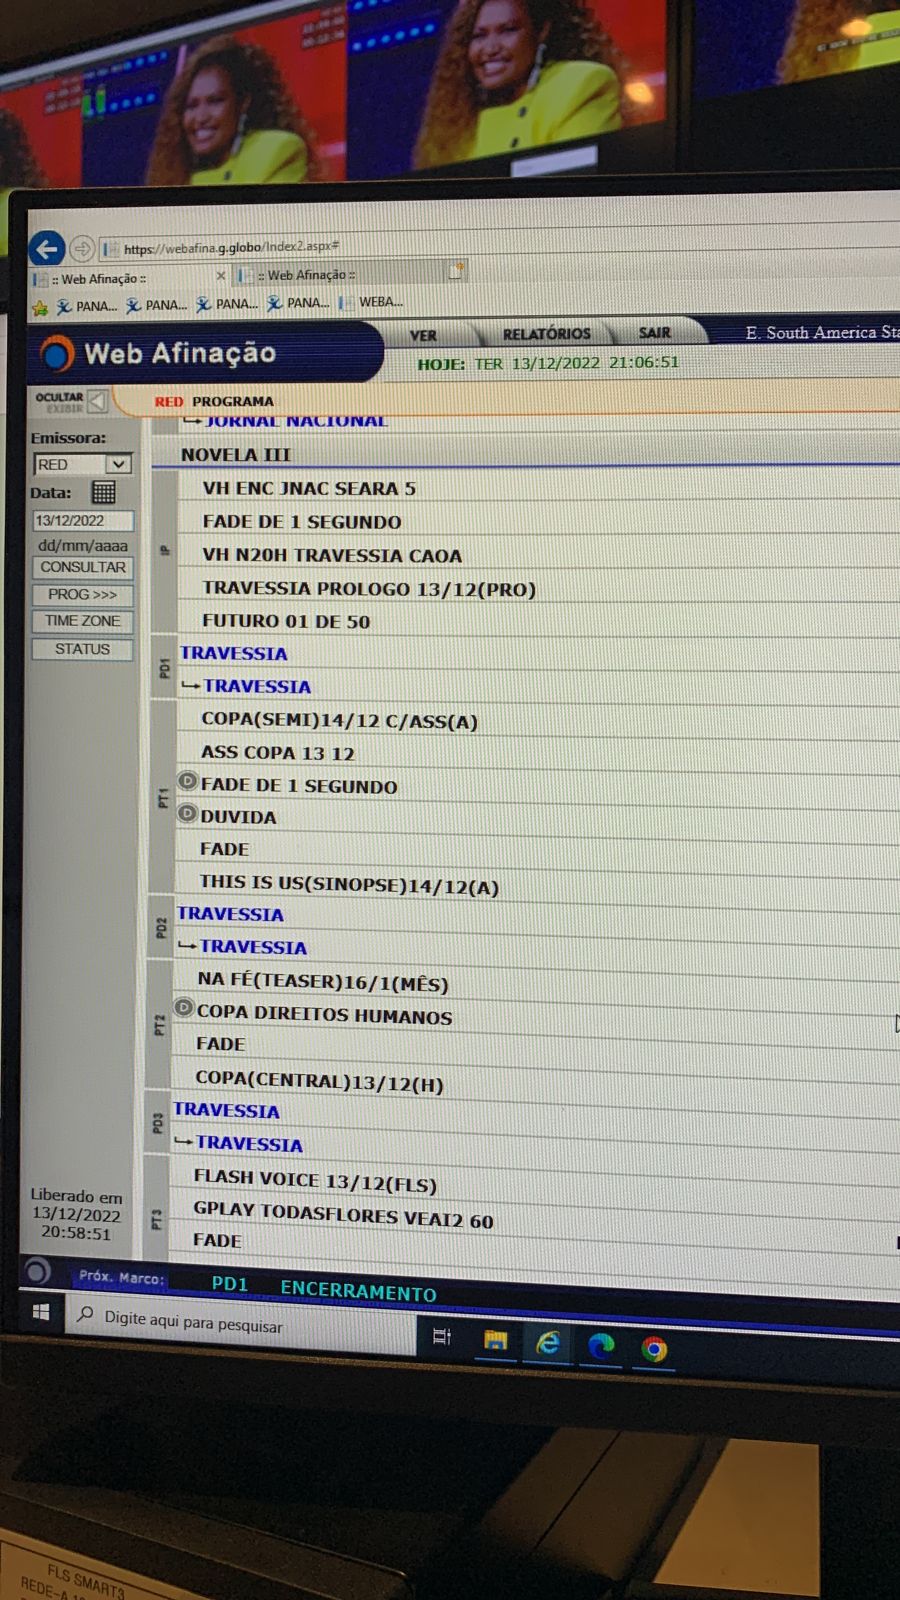 https://webafina.g.globo/Index2.aspx#
:: Web Afinação ::
:: Web Afinação ::
PANA... PANA... PANA... PANA... WEBA...
Web Afinação
VER RELATÓRIOS SAIR E. South America Sta
HOJE: TER 13/12/2022 21:06:51
OCULTAR
EXIBIR
RED PROGRAMA
Emissora:
RED
Data:
13/12/2022
dd/mm/aaaa
CONSULTAR
PROG >>>
TIME ZONE
STATUS
Liberado em
13/12/2022
20:58:51
JORNAL NACIONAL
NOVELA III
IP
VH ENC JNAC SEARA 5
FADE DE 1 SEGUNDO
VH N20H TRAVESSIA CAOA
TRAVESSIA PROLOGO 13/12(PRO)
FUTURO 01 DE 50
PD1
TRAVESSIA
TRAVESSIA
PT1
COPA(SEMI)14/12 C/ASS(A)
ASS COPA 13 12
D FADE DE 1 SEGUNDO
D DUVIDA
FADE
THIS IS US(SINOPSE)14/12(A)
PD2
TRAVESSIA
TRAVESSIA
PT2
NA FÉ(TEASER)16/1(MÊS)
D COPA DIREITOS HUMANOS
FADE
COPA(CENTRAL)13/12(H)
PD3
TRAVESSIA
TRAVESSIA
PT3
FLASH VOICE 13/12(FLS)
GPLAY TODASFLORES VEAI2 60
FADE
Próx. Marco: PD1 ENCERRAMENTO
Digite aqui para pesquisar
FLS SMART3